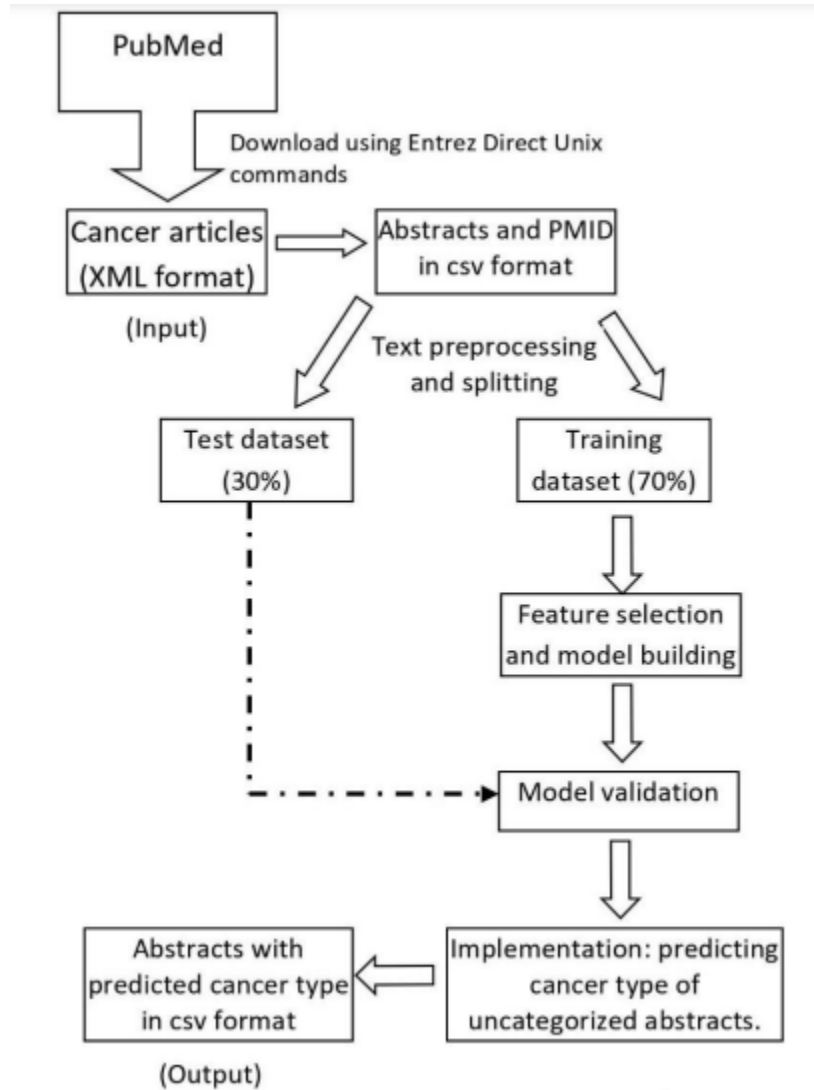 PubMed
Download using Entrez Direct Unix
commands
Cancer articles
(XML format)
(Input)
Abstracts and PMID
in csv format
Text preprocessing
and splitting
Test dataset
(30%)
Training
dataset (70%)
Feature selection
and model building
Model validation
Implementation: predicting
cancer type of
uncategorized abstracts.
Abstracts with
predicted cancer type
in csv format
(Output)